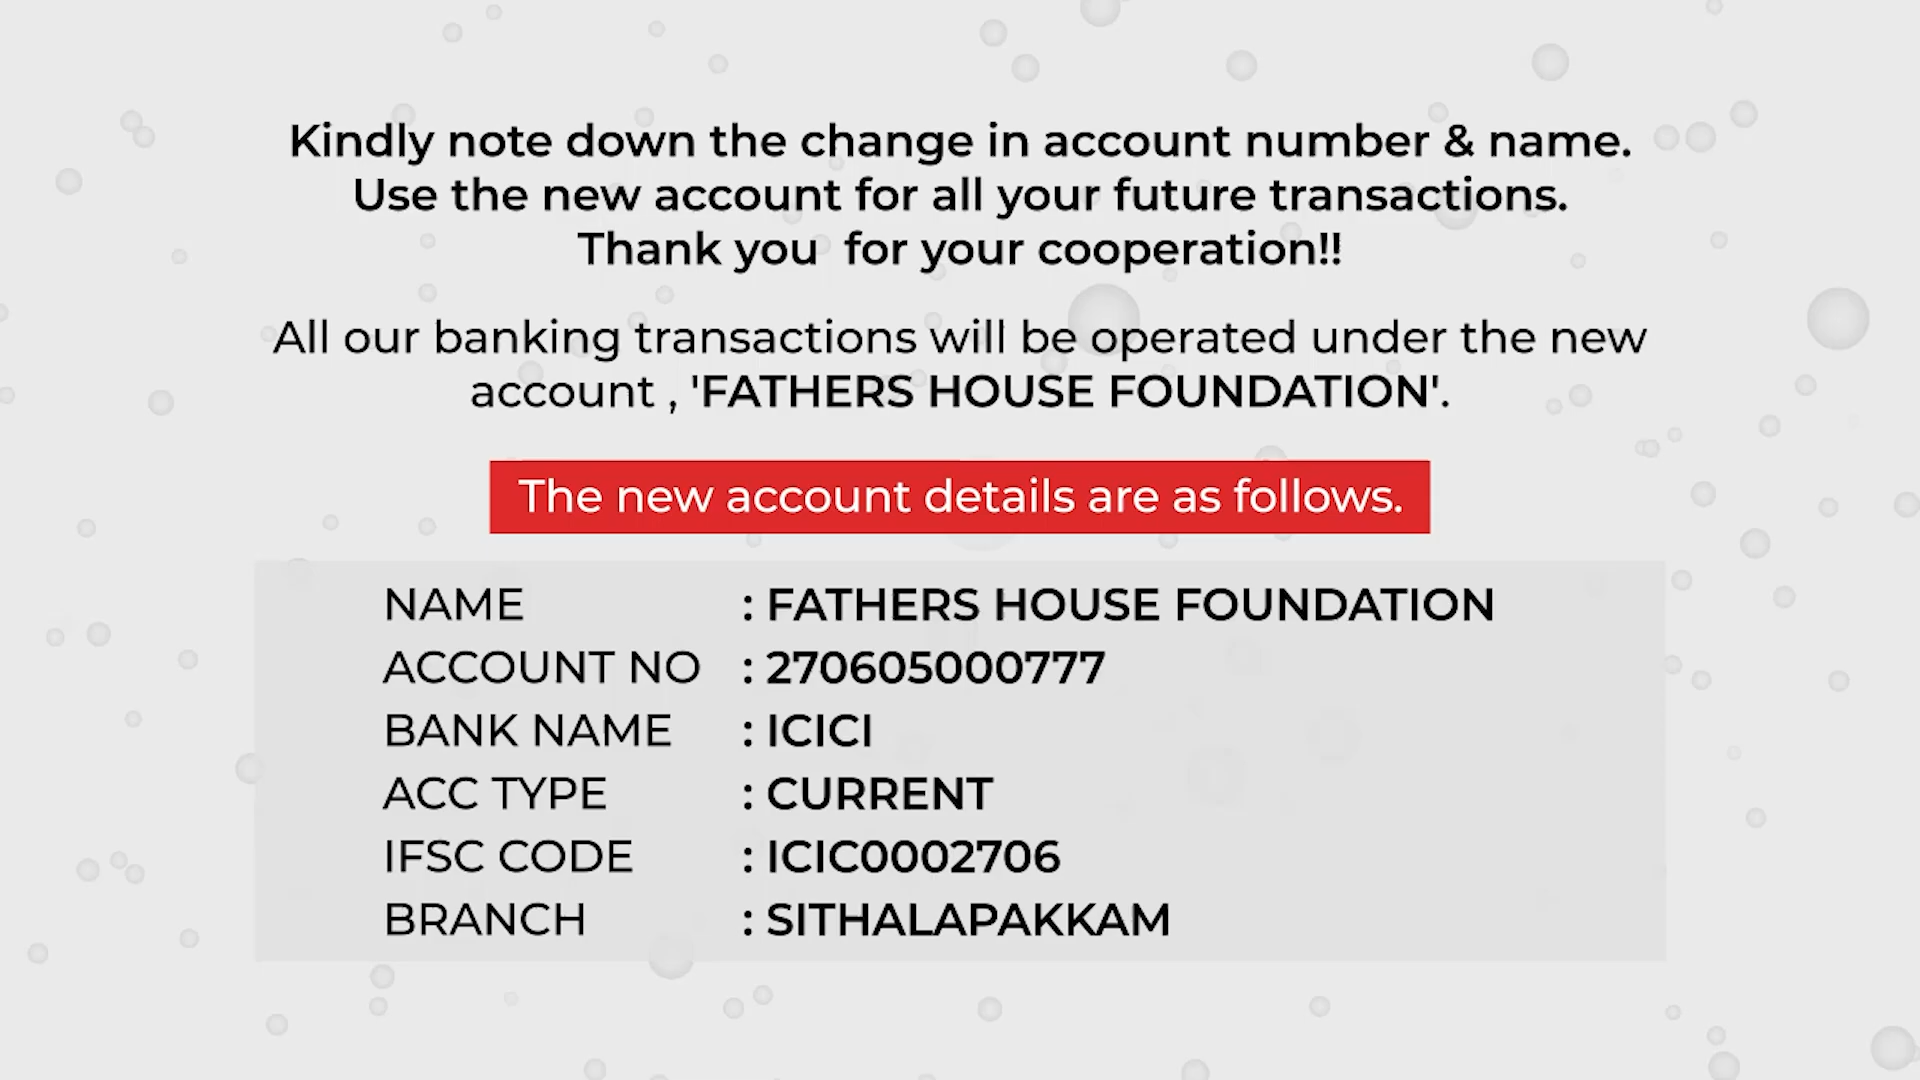 Kindly note down the change in account number & name.
Use the new account for all your future transactions.
Thank you  for your cooperation!!
All our banking transactions will be operated under the new
account , 'FATHERS HOUSE FOUNDATION'.
The new account details are as follows.
NAME : FATHERS HOUSE FOUNDATION
ACCOUNT NO : 270605000777
BANK NAME : ICICI
ACC TYPE : CURRENT
IFSC CODE : ICIC0002706
BRANCH : SITHALAPAKKAM